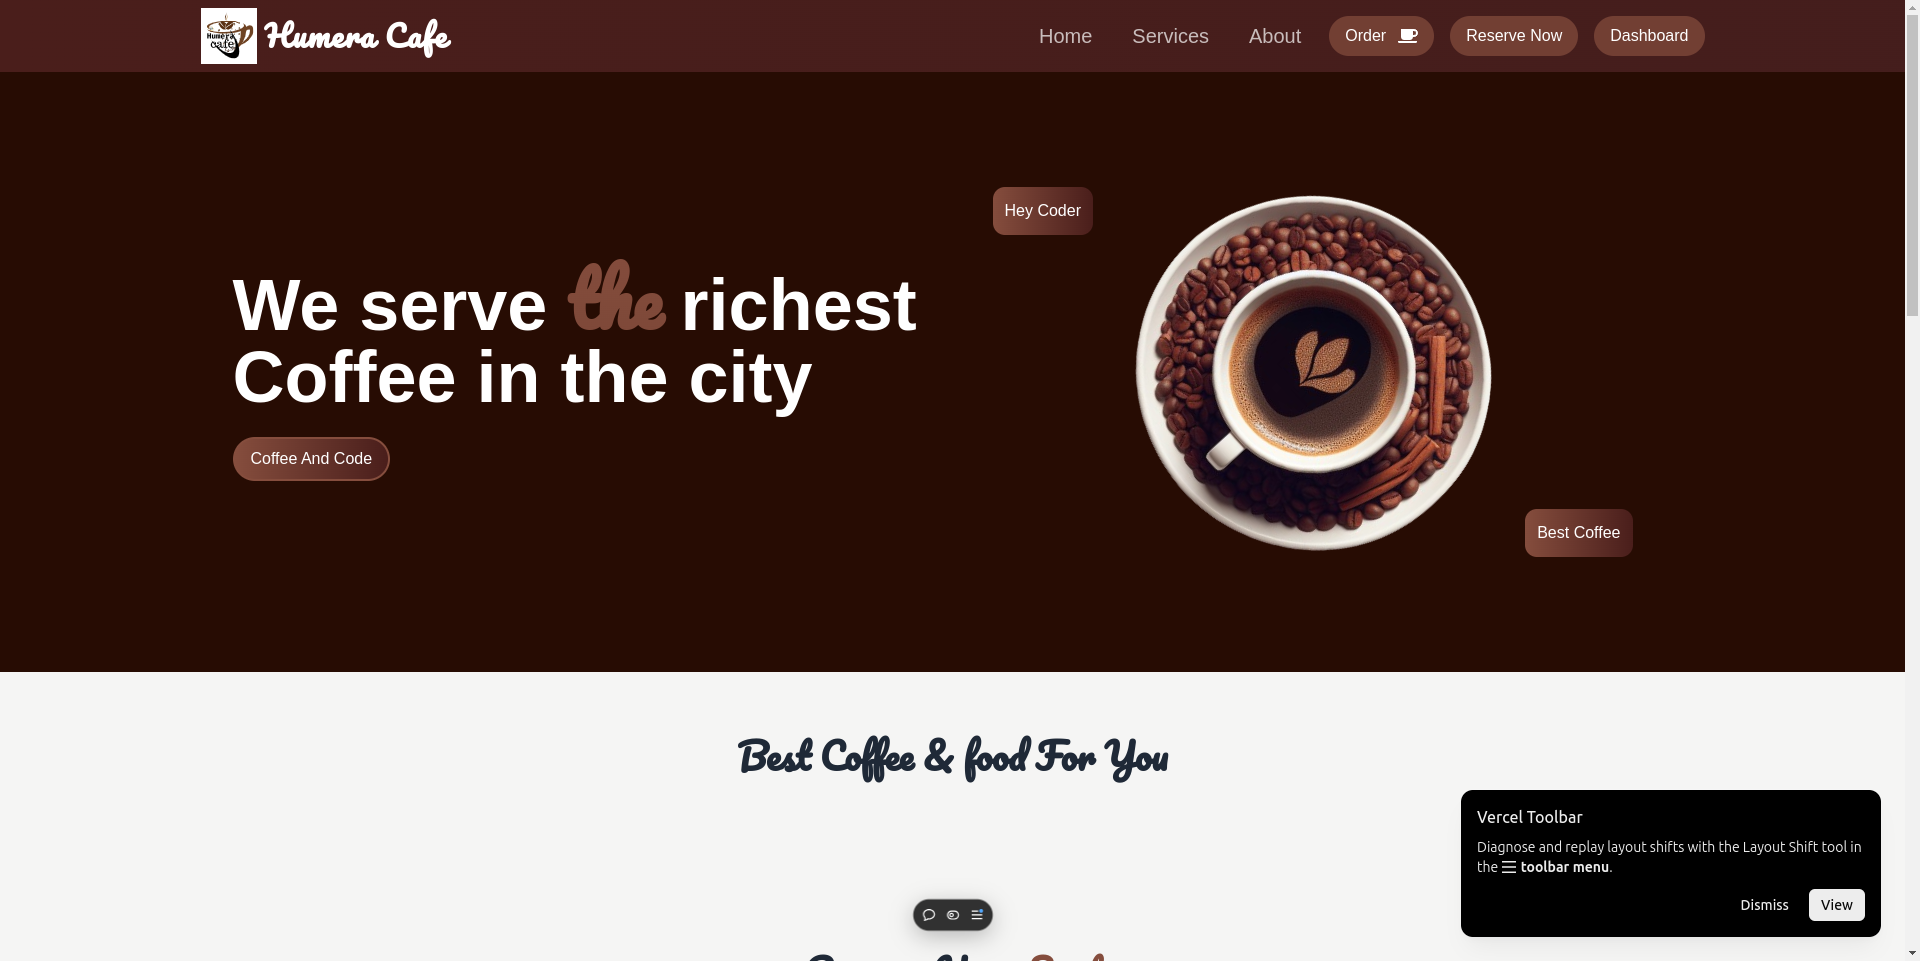 Humera
cafe
Humera Cafe
Home
Services
About
Order
Reserve Now
Dashboard
Hey Coder
We serve the richest
Coffee in the city
Coffee And Code
Best Coffee
Best Coffee & food For You
Vercel Toolbar
Diagnose and replay layout shifts with the Layout Shift tool in
the toolbar menu.
Dismiss
View